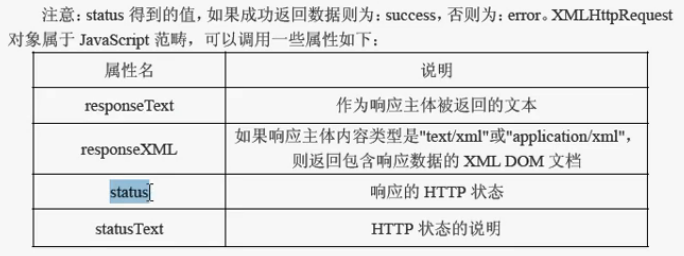 注意：status 得到的值，如果成功返回数据则为：success，否则为：error。XMLHttpRequest
对象属于 JavaScript 范畴，可以调用一些属性如下：
属性名 说明
responseText 作为响应主体被返回的文本
responseXML 如果响应主体内容类型是"text/xml"或"application/xml"，
则返回包含响应数据的 XML DOM 文档
status 响应的 HTTP 状态
statusText HTTP 状态的说明